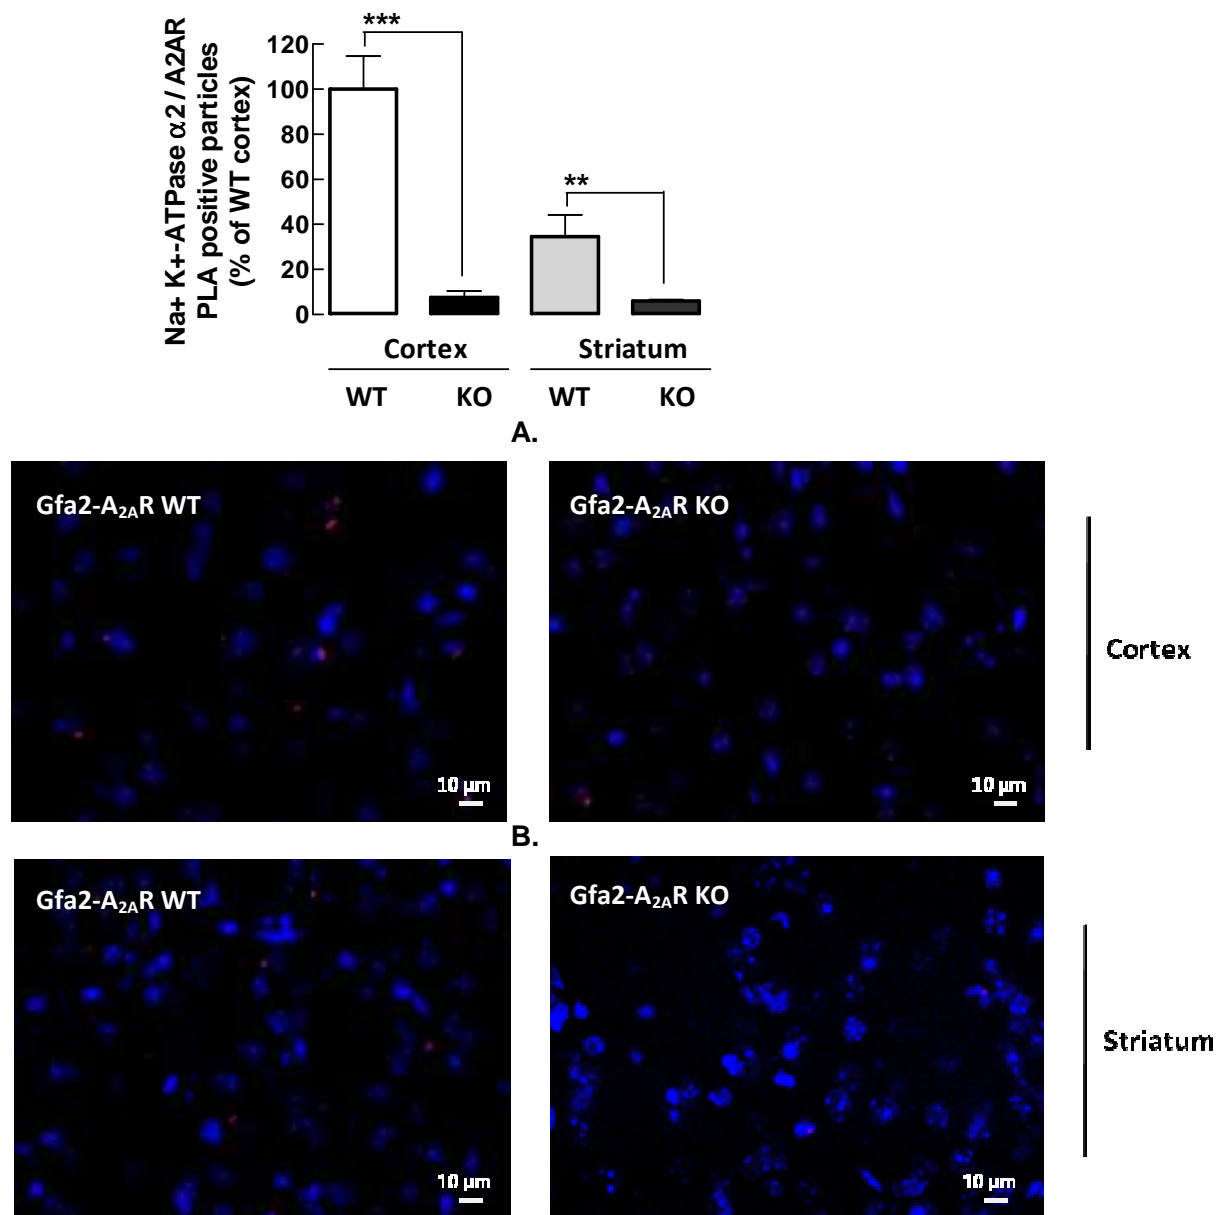 Na+ K+-ATPase α2 / A2AR
PLA positive particles
(% of WT cortex)
120
100
80
60
40
20
0
***
**
Cortex
Striatum
WT
KO
WT
KO
A.
Gfa2-A2AR WT
10 µm
Gfa2-A2AR KO
10 µm
Cortex
B.
Gfa2-A2AR WT
10 µm
Gfa2-A2AR KO
10 µm
Striatum